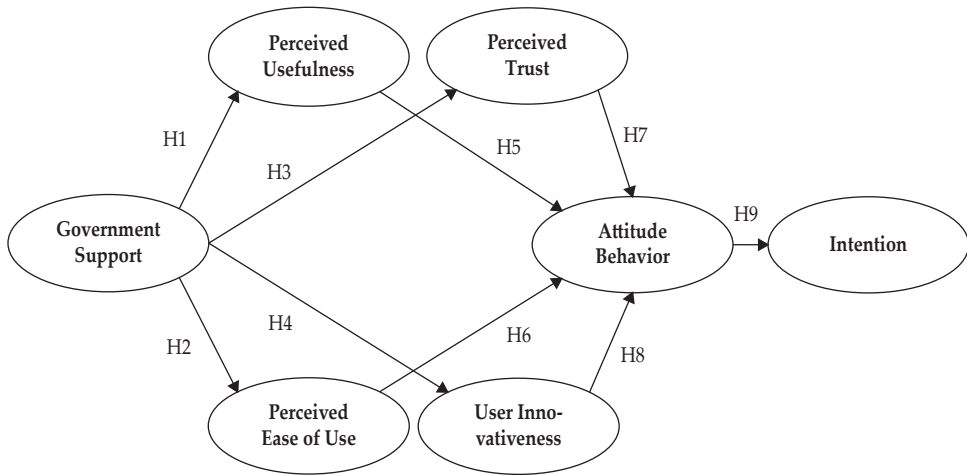 Perceived
Usefulness
Perceived
Trust
H1
H3
H5
H7
Government
Support
Attitude
Behavior
H9
Intention
H2
H4
H6
H8
Perceived
Ease of Use
User Inno-
vativeness